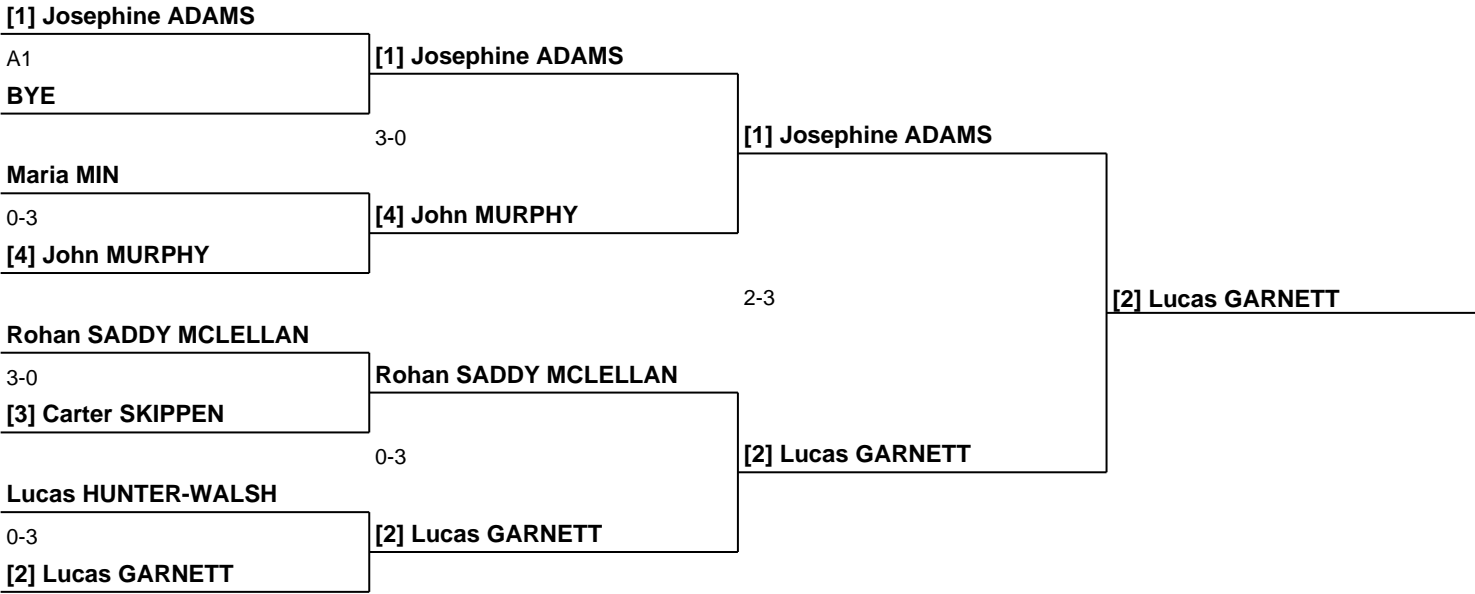 [1] Josephine ADAMS
A1
BYE
[1] Josephine ADAMS
3-0
Maria MIN
0-3
[4] John MURPHY
[4] John MURPHY
[1] Josephine ADAMS
2-3
Rohan SADDY MCLELLAN
3-0
[3] Carter SKIPPEN
Rohan SADDY MCLELLAN
0-3
Lucas HUNTER-WALSH
0-3
[2] Lucas GARNETT
[2] Lucas GARNETT
[2] Lucas GARNETT
[2] Lucas GARNETT